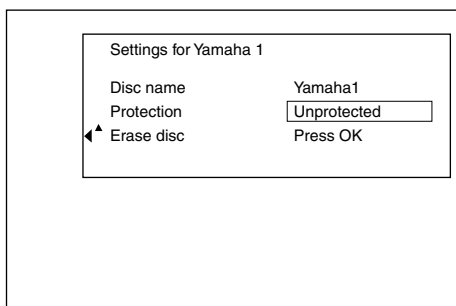 Settings for Yamaha 1
Disc name Yamaha1
Protection Unprotected
Erase disc Press OK